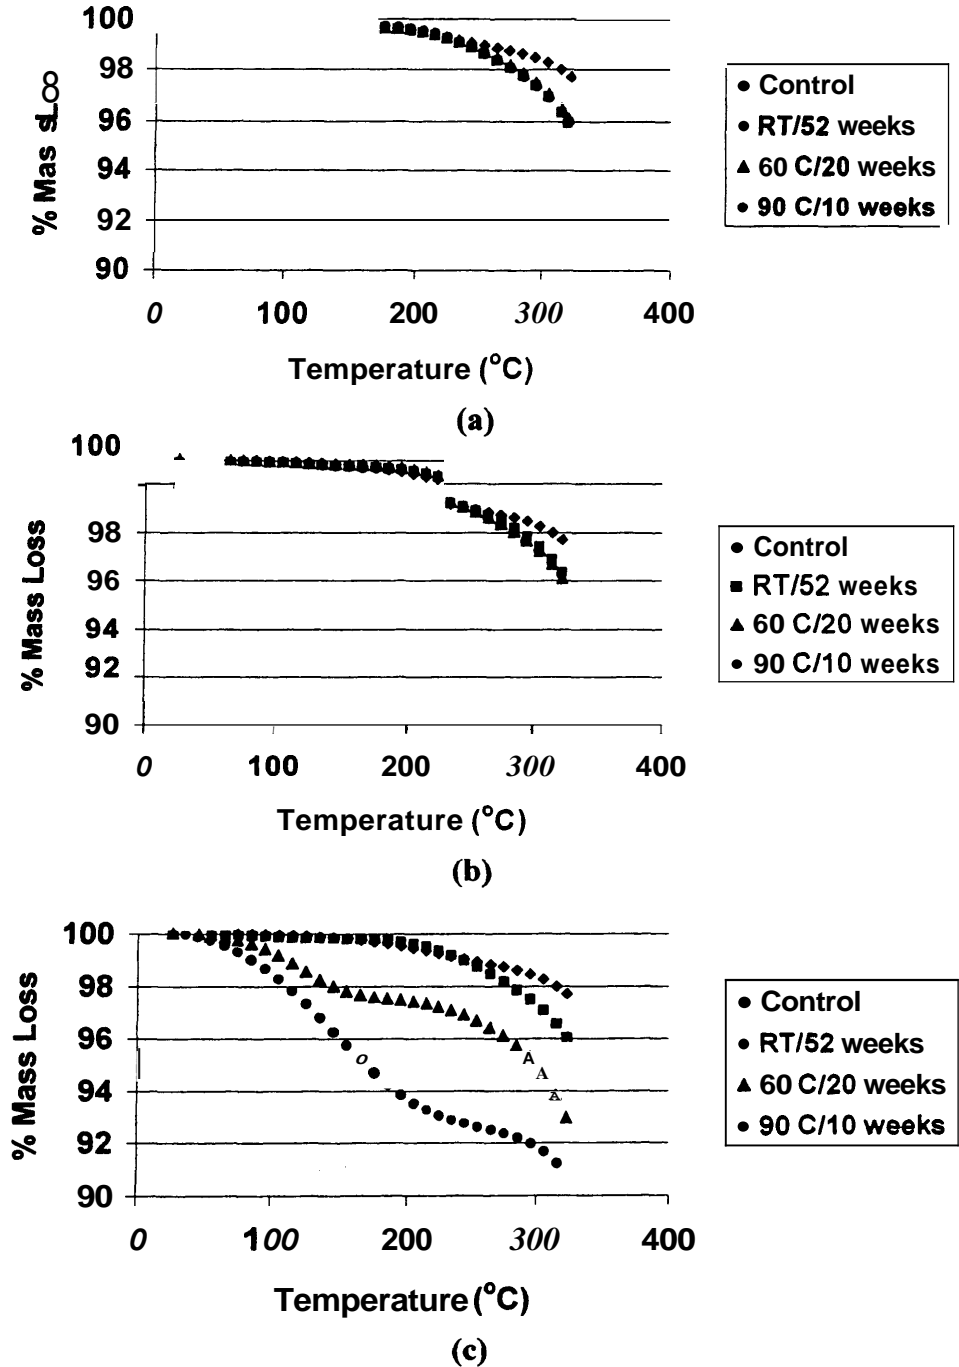 100
98
96
94
92
90
% Mas sL∞
0 100 200 300 400
Temperature (°C)
Control
RT/52 weeks
60 C/20 weeks
90 C/10 weeks
(a)
100
98
96
94
92
90
% Mass Loss
0 100 200 300 400
Temperature (°C)
Control
RT/52 weeks
60 C/20 weeks
90 C/10 weeks
(b)
100
98
96
94
92
90
% Mass Loss
0 100 200 300 400
Temperature (°C)
Control
RT/52 weeks
60 C/20 weeks
90 C/10 weeks
(c)